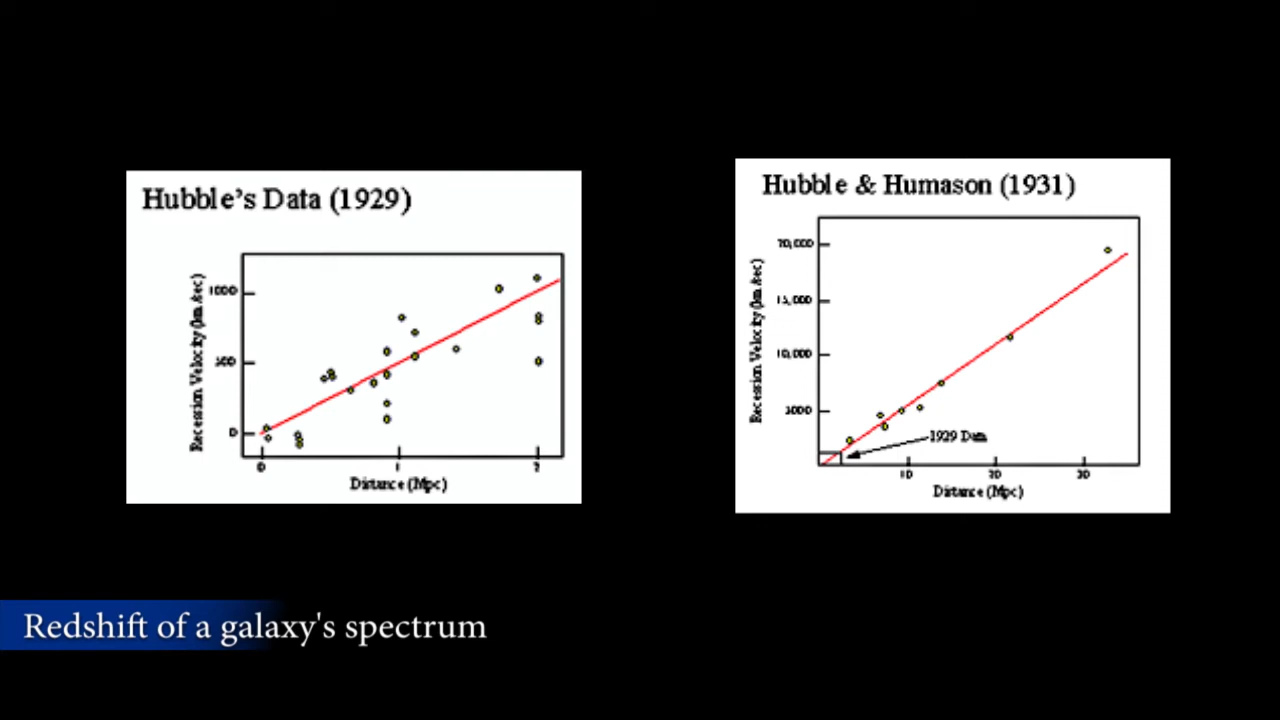 Hubble's Data (1929)
Recession Velocity (km/sec)
1000
500
0
0
1
2
Distance (Mpc)
Hubble & Humason (1931)
Recession Velocity (km/sec)
20,000
15,000
10,000
5000
1929 Data
10
20
30
Distance (Mpc)
Redshift of a galaxy's spectrum